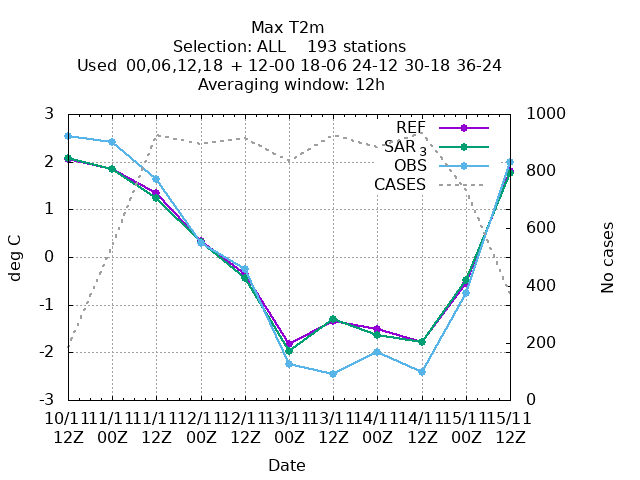 Max T2m
Selection: ALL    193 stations
Used  00,06,12,18  + 12-00 18-06 24-12 30-18 36-24
Averaging window: 12h
3
2
1
0
-1
-2
-3
deg C
1000
800
600
400
200
0
No cases
REF
SAR
OBS
CASES
10/11 11/11 11/11 12/11 12/11 13/11 13/11 14/11 14/11 15/11 15/11
12Z 00Z 12Z 00Z 12Z 00Z 12Z 00Z 12Z 00Z 12Z
Date